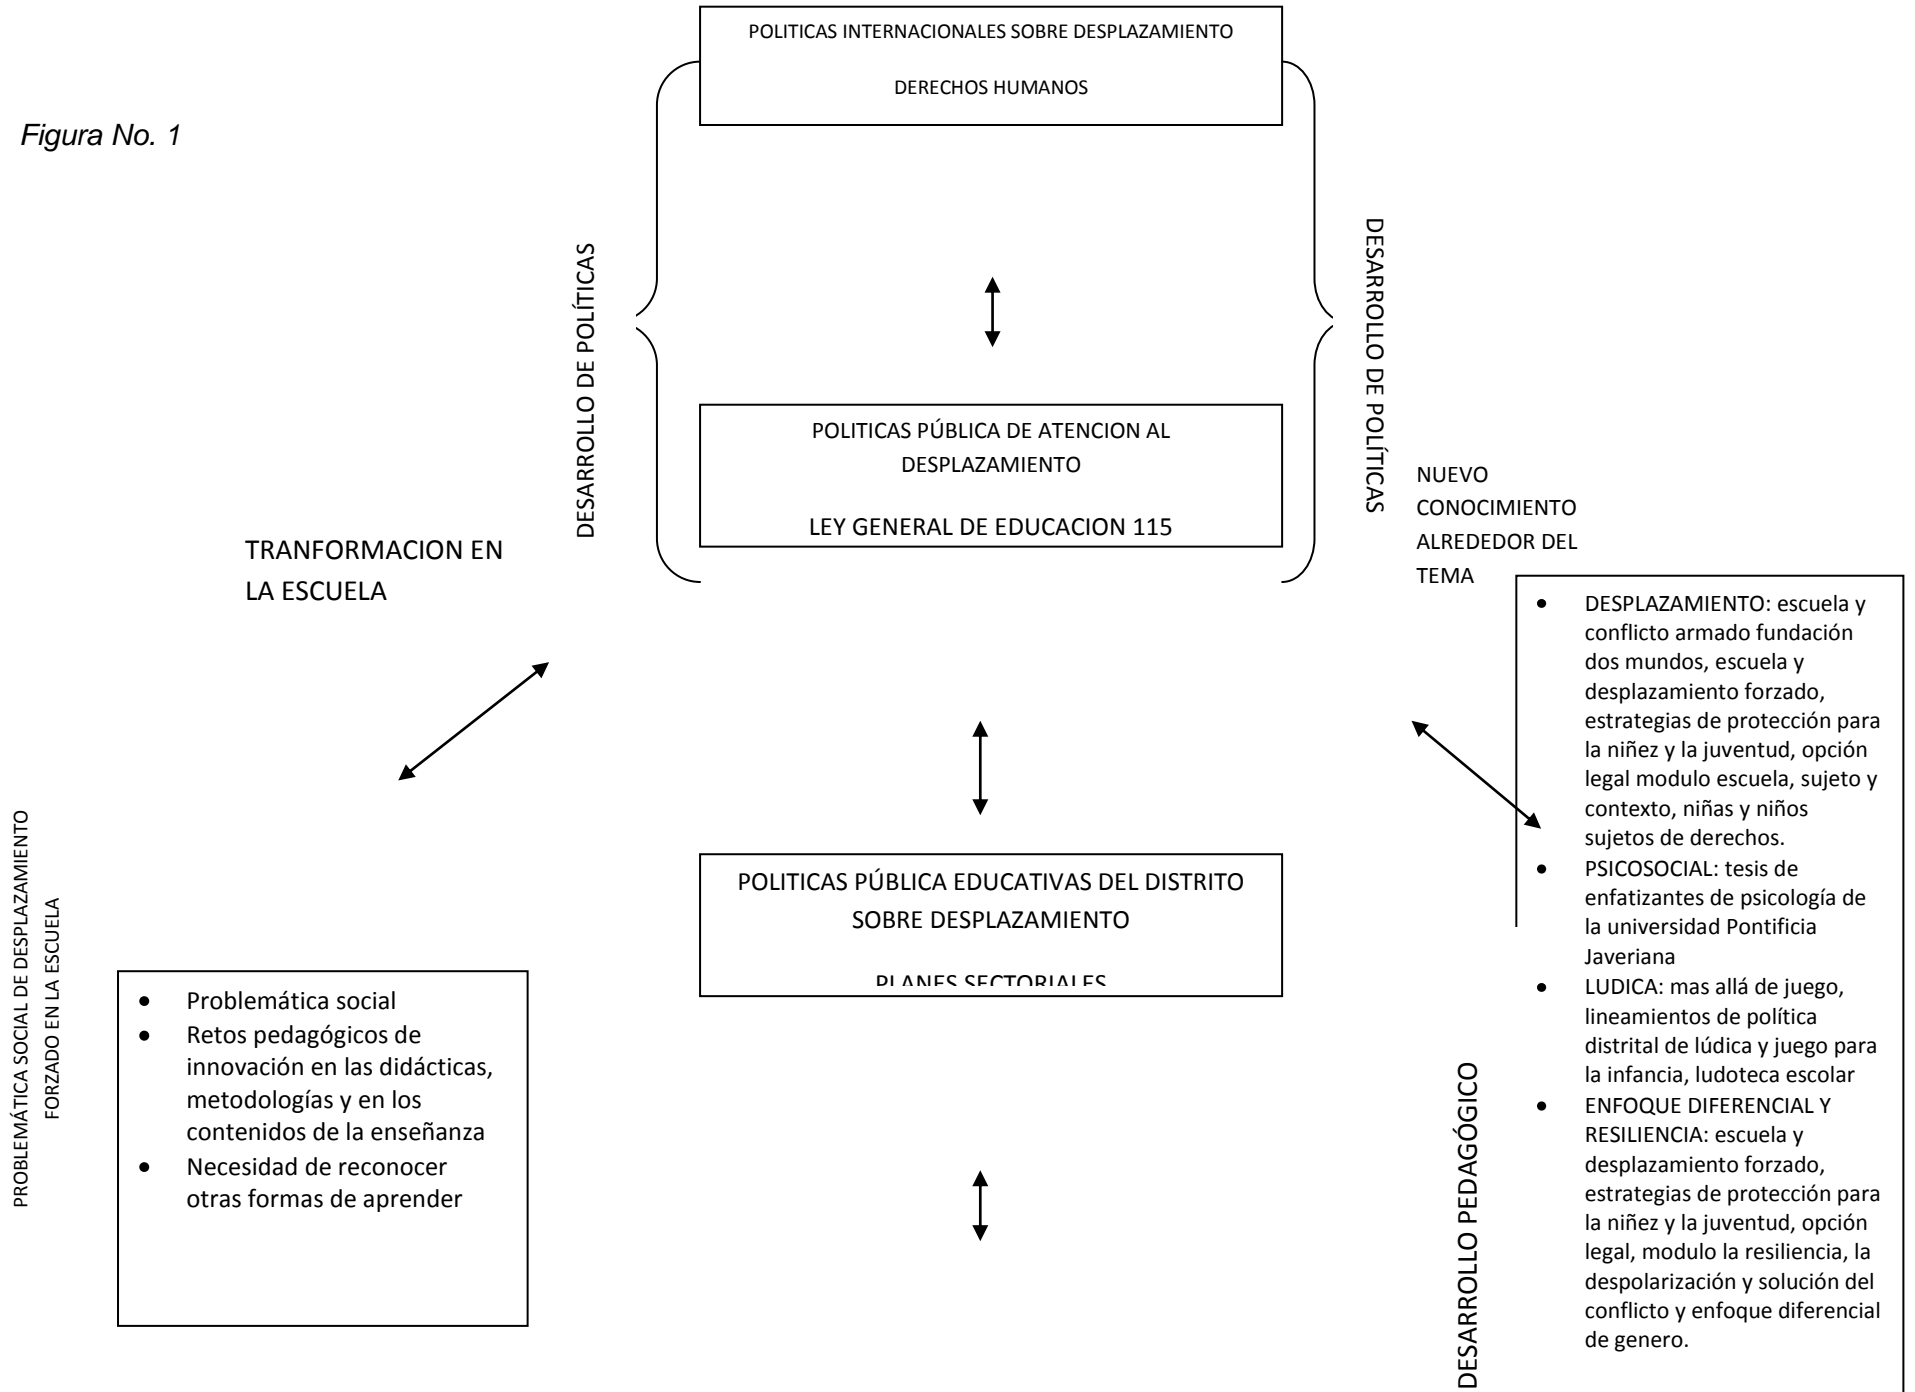 POLITICAS INTERNACIONALES SOBRE DESPLAZAMIENTO
DERECHOS HUMANOS
Figura No. 1
DESARROLLO DE POLÍTICAS
DESARROLLO DE POLÍTICAS
POLITICAS PÚBLICA DE ATENCION AL
DESPLAZAMIENTO
LEY GENERAL DE EDUCACION 115
TRANFORMACION EN
LA ESCUELA
NUEVO
CONOCIMIENTO
ALREDEDOR DEL
TEMA
POLITICAS PÚBLICA EDUCATIVAS DEL DISTRITO
SOBRE DESPLAZAMIENTO
PLANES SECTORIALES
PROBLEMÁTICA SOCIAL DE DESPLAZAMIENTO
FORZADO EN LA ESCUELA
• Problemática social
• Retos pedagógicos de
innovación en las didácticas,
metodologías y en los
contenidos de la enseñanza
• Necesidad de reconocer
otras formas de aprender
DESARROLLO PEDAGÓGICO
• DESPLAZAMIENTO: escuela y
conflicto armado fundación
dos mundos, escuela y
desplazamiento forzado,
estrategias de protección para
la niñez y la juventud, opción
legal modulo escuela, sujeto y
contexto, niñas y niños
sujetos de derechos.
• PSICOSOCIAL: tesis de
enfatizantes de psicología de
la universidad Pontificia
Javeriana
• LUDICA: mas allá de juego,
lineamientos de política
distrital de lúdica y juego para
la infancia, ludoteca escolar
• ENFOQUE DIFERENCIAL Y
RESILIENCIA: escuela y
desplazamiento forzado,
estrategias de protección para
la niñez y la juventud, opción
legal, modulo la resiliencia, la
despolarización y solución del
conflicto y enfoque diferencial
de genero.